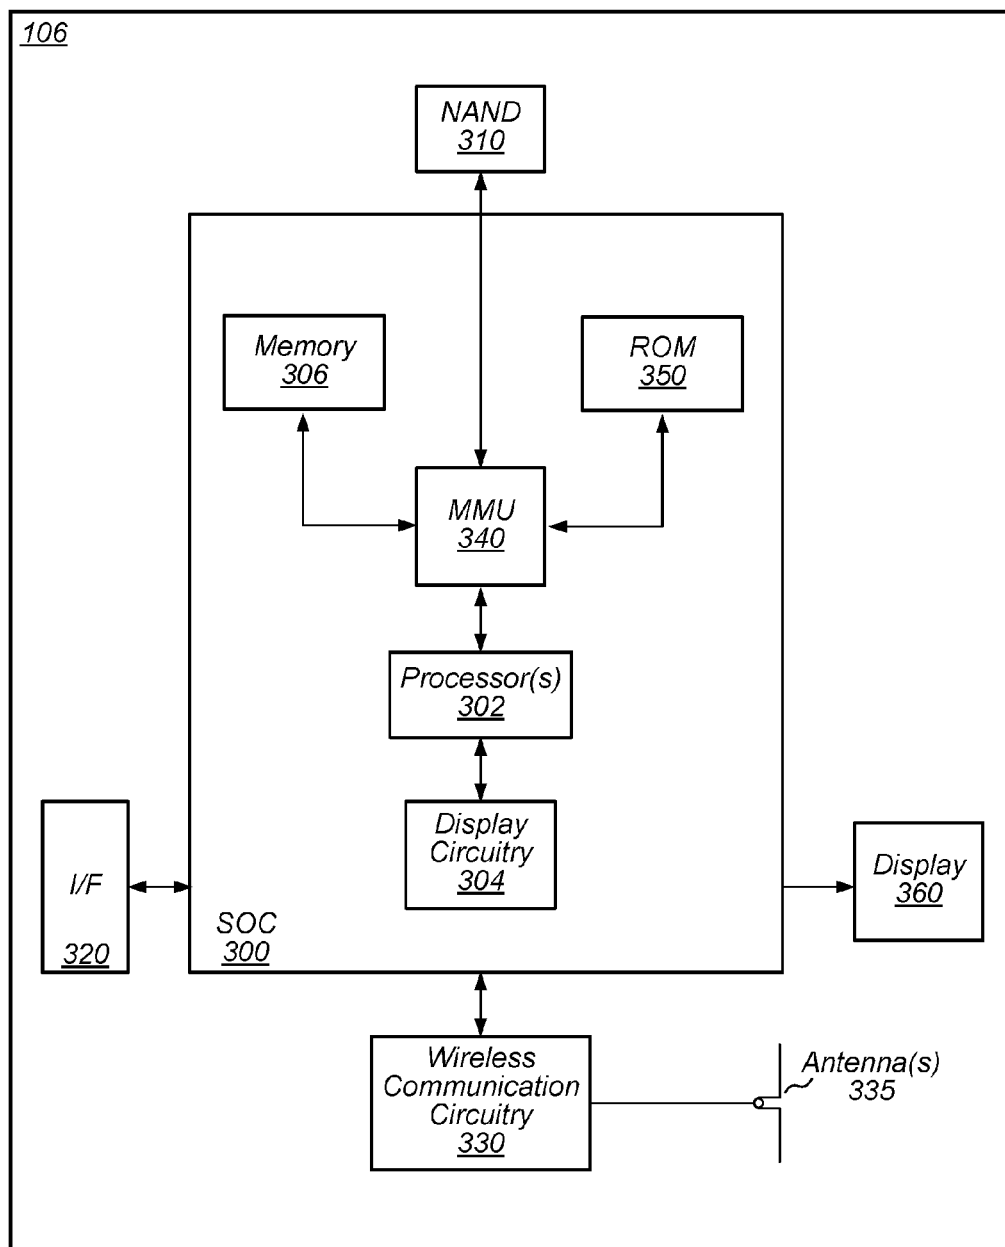 106
NAND
310
Memory
306
ROM
350
MMU
340
Processor(s)
302
Display
Circuitry
304
I/F
320
SOC
300
Display
360
Wireless
Communication
Circuitry
330
Antenna(s)
335